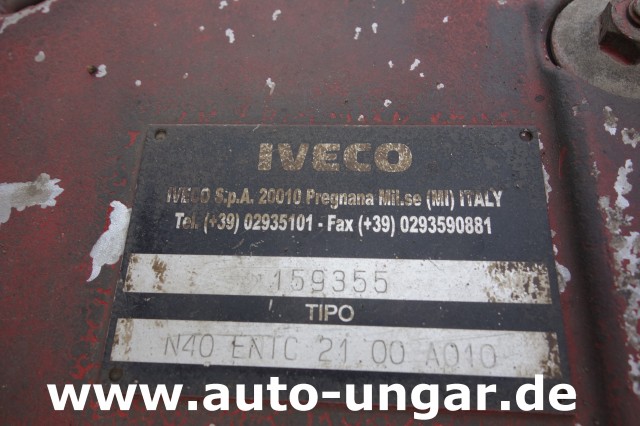 IVECO
IVECO S.p.A. 20010 Pregnana Mil.se (MI) ITALY
Tel. (+39) 02935101 - Fax (+39) 0293590881
159355
TIPO
N40 ENTC 21.00 A010
www.auto-ungar.de